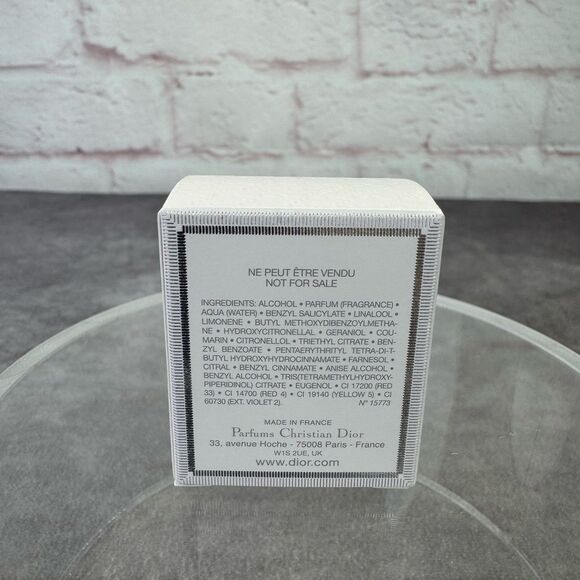 NE PEUT ÊTRE VENDU
NOT FOR SALE
INGREDIENTS: ALCOHOL • PARFUM (FRAGRANCE) •
AQUA (WATER) • BENZYL SALICYLATE • LINALOOL •
LIMONENE • BUTYL METHOXYDIBENZOYLMETHA-
NE • HYDROXYCITRONELLAL • GERANIOL • COU-
MARIN • CITRONELLOL • TRIETHYL CITRATE • BEN-
ZYL BENZOATE • PENTAERYTHRITYL TETRA-DI-T-
BUTYL HYDROXYHYDROCINNAMATE • FARNESOL •
CITRAL • BENZYL CINNAMATE • ANISE ALCOHOL •
BENZYL ALCOHOL • TRIS(TETRAMETHYLHYDROXY-
PIPERIDINOL) CITRATE • EUGENOL • CI 17200 (RED
33) • CI 14700 (RED 4) • CI 19140 (YELLOW 5) • CI
60730 (EXT. VIOLET 2). N° 15773
MADE IN FRANCE
Parfums Christian Dior
33, avenue Hoche - 75008 Paris - France
W1S 2UE, UK
www.dior.com